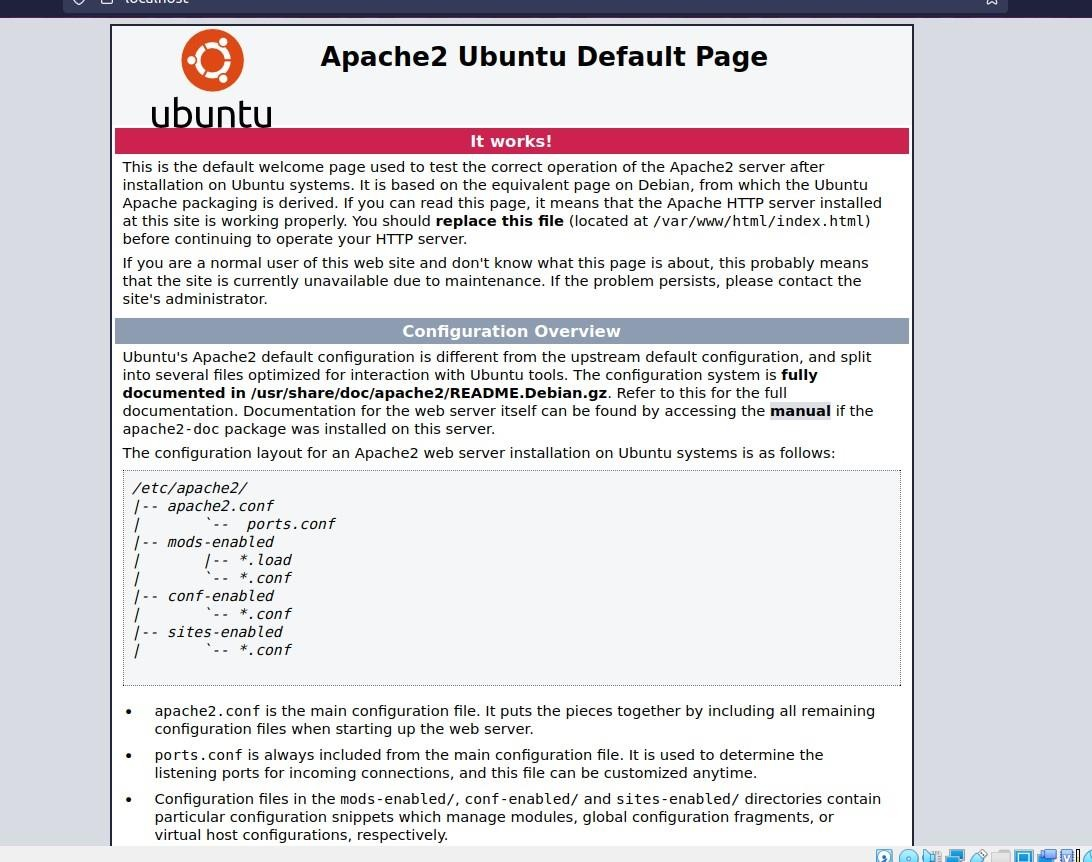 localhost
Apache2 Ubuntu Default Page
ubuntu
It works!
This is the default welcome page used to test the correct operation of the Apache2 server after
installation on Ubuntu systems. It is based on the equivalent page on Debian, from which the Ubuntu
Apache packaging is derived. If you can read this page, it means that the Apache HTTP server installed
at this site is working properly. You should replace this file (located at /var/www/html/index.html)
before continuing to operate your HTTP server.
If you are a normal user of this web site and don't know what this page is about, this probably means
that the site is currently unavailable due to maintenance. If the problem persists, please contact the
site's administrator.
Configuration Overview
Ubuntu's Apache2 default configuration is different from the upstream default configuration, and split
into several files optimized for interaction with Ubuntu tools. The configuration system is fully
documented in /usr/share/doc/apache2/README.Debian.gz. Refer to this for the full
documentation. Documentation for the web server itself can be found by accessing the manual if the
apache2-doc package was installed on this server.
The configuration layout for an Apache2 web server installation on Ubuntu systems is as follows:
/etc/apache2/
|-- apache2.conf
|       `--  ports.conf
|-- mods-enabled
|       |-- *.load
|       `-- *.conf
|-- conf-enabled
|       `-- *.conf
|-- sites-enabled
|       `-- *.conf
• apache2.conf is the main configuration file. It puts the pieces together by including all remaining
configuration files when starting up the web server.
• ports.conf is always included from the main configuration file. It is used to determine the
listening ports for incoming connections, and this file can be customized anytime.
• Configuration files in the mods-enabled/, conf-enabled/ and sites-enabled/ directories contain
particular configuration snippets which manage modules, global configuration fragments, or
virtual host configurations, respectively.